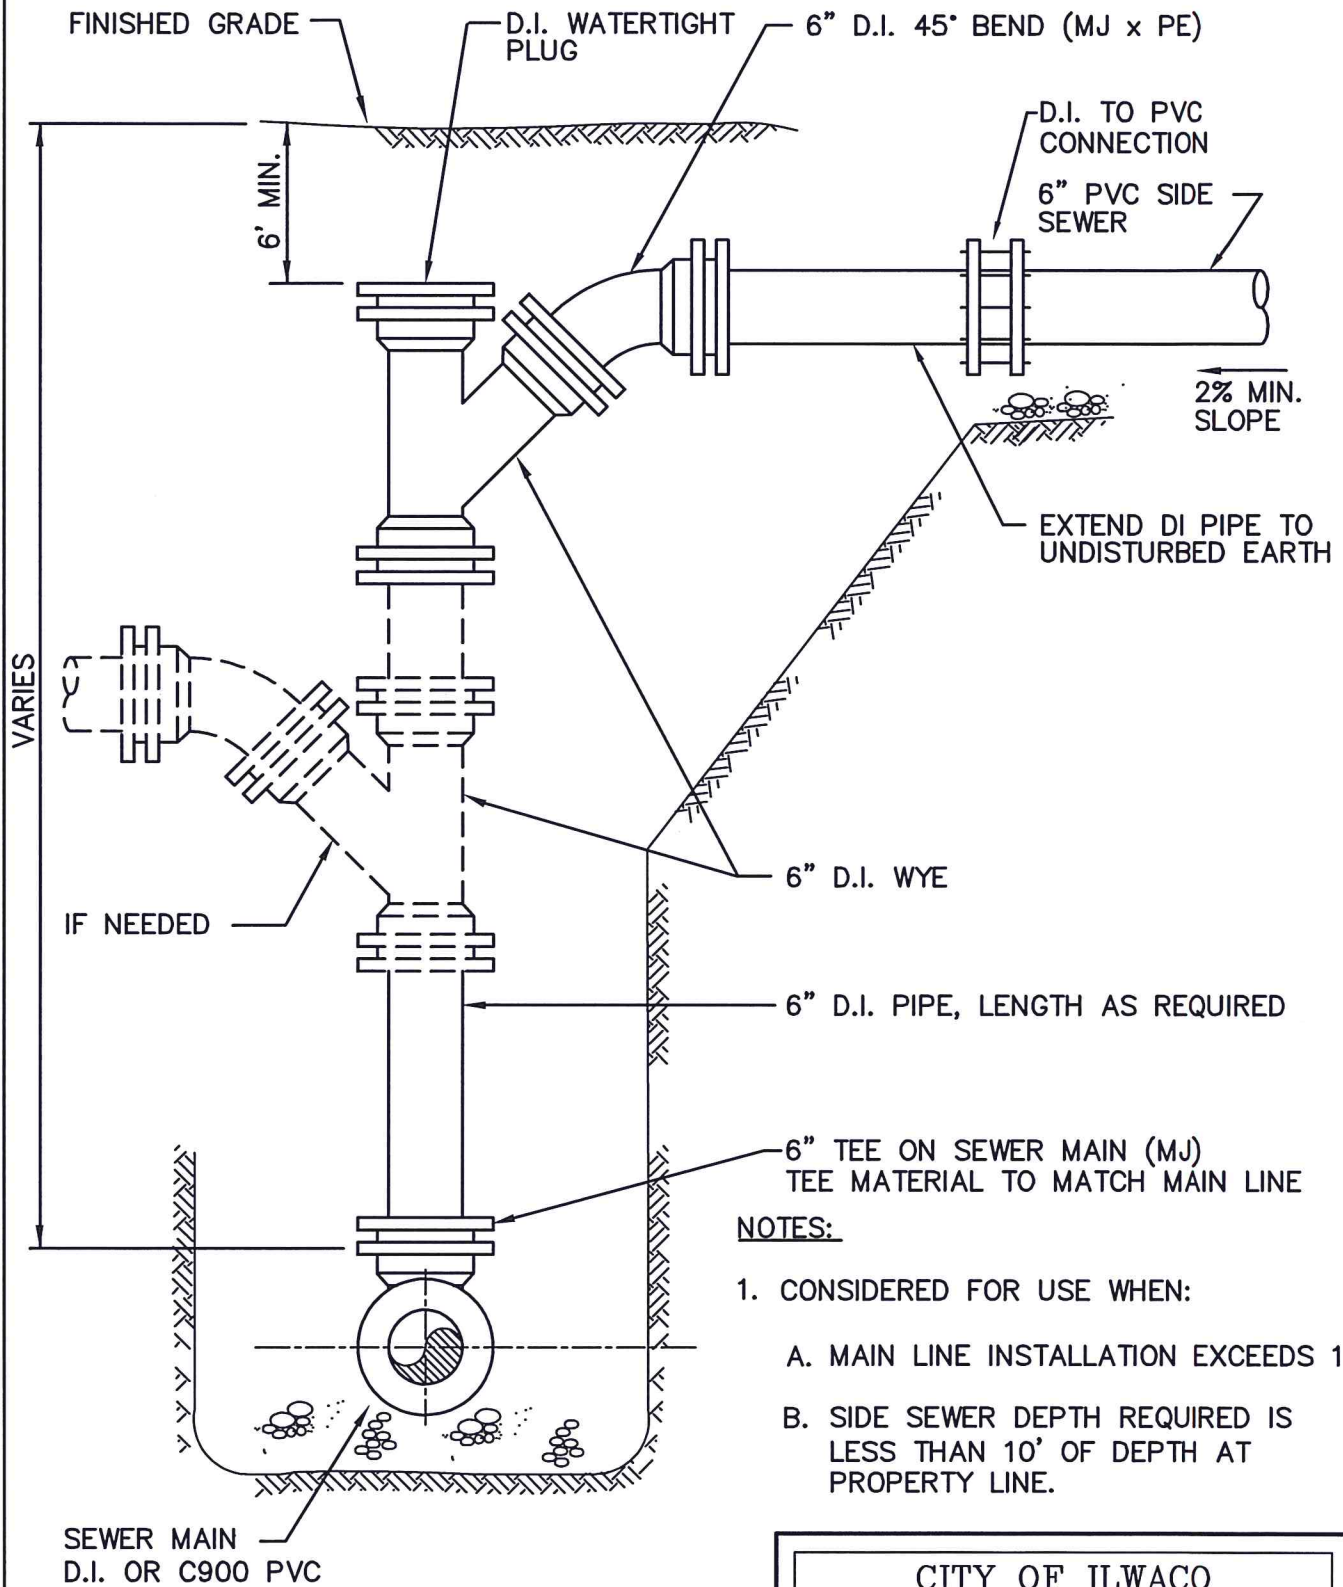 FINISHED GRADE
D.I. WATERTIGHT
PLUG
6" D.I. 45° BEND (MJ x PE)
D.I. TO PVC
CONNECTION
6" PVC SIDE
SEWER
6' MIN.
2% MIN.
SLOPE
EXTEND DI PIPE TO
UNDISTURBED EARTH
VARIES
6" D.I. WYE
IF NEEDED
6" D.I. PIPE, LENGTH AS REQUIRED
6" TEE ON SEWER MAIN (MJ)
TEE MATERIAL TO MATCH MAIN LINE
NOTES:
1. CONSIDERED FOR USE WHEN:
A. MAIN LINE INSTALLATION EXCEEDS 1
B. SIDE SEWER DEPTH REQUIRED IS
LESS THAN 10' OF DEPTH AT
PROPERTY LINE.
SEWER MAIN
D.I. OR C900 PVC
CITY OF ILWACO